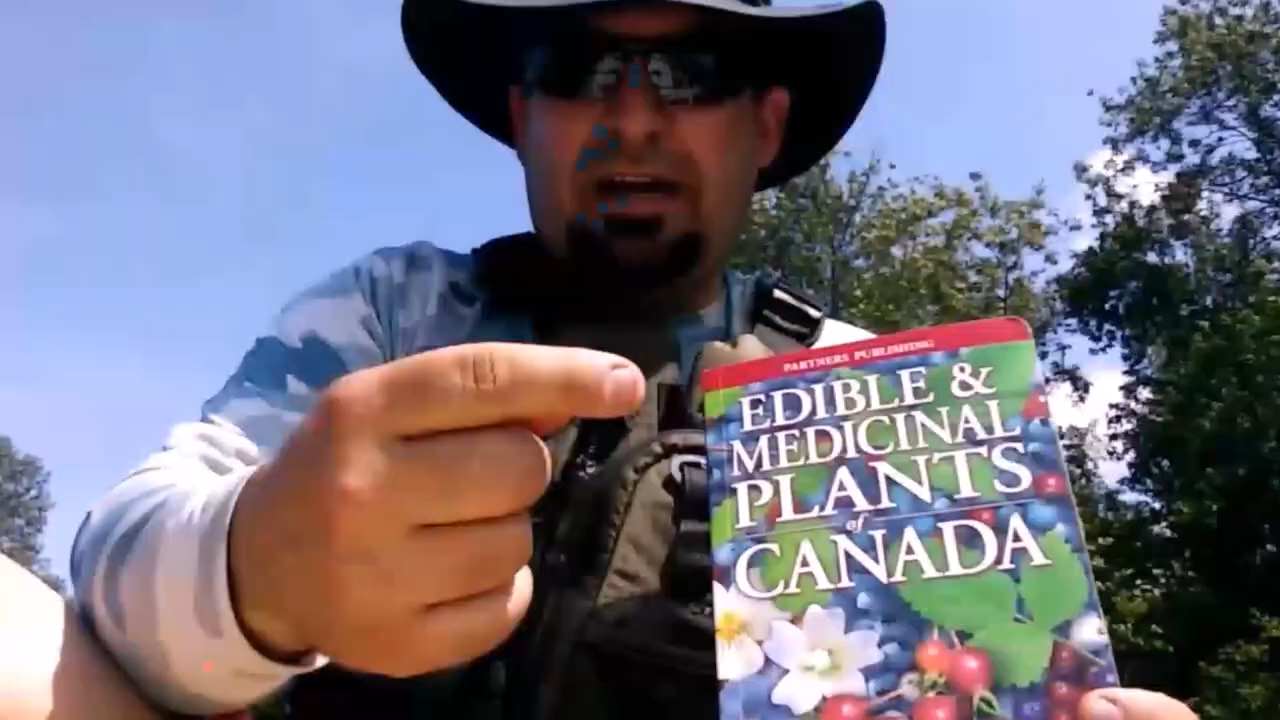 PARTNERS PUBLISHING
EDIBLE &
MEDICINAL
PLANTS
of
CANADA